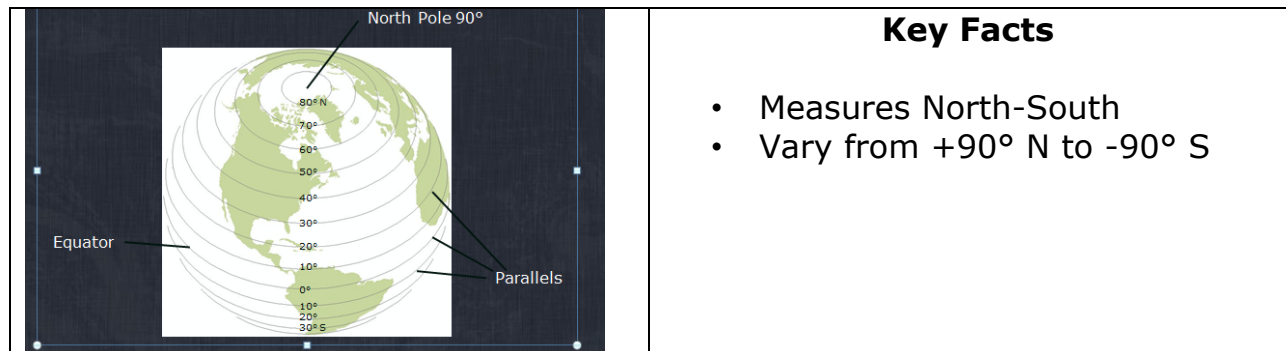 North Pole 90°
80° N
70°
60°
50°
40°
30°
20°
10°
0°
10°
20°
30° S
Equator
Parallels
Key Facts
• Measures North-South
• Vary from +90° N to -90° S